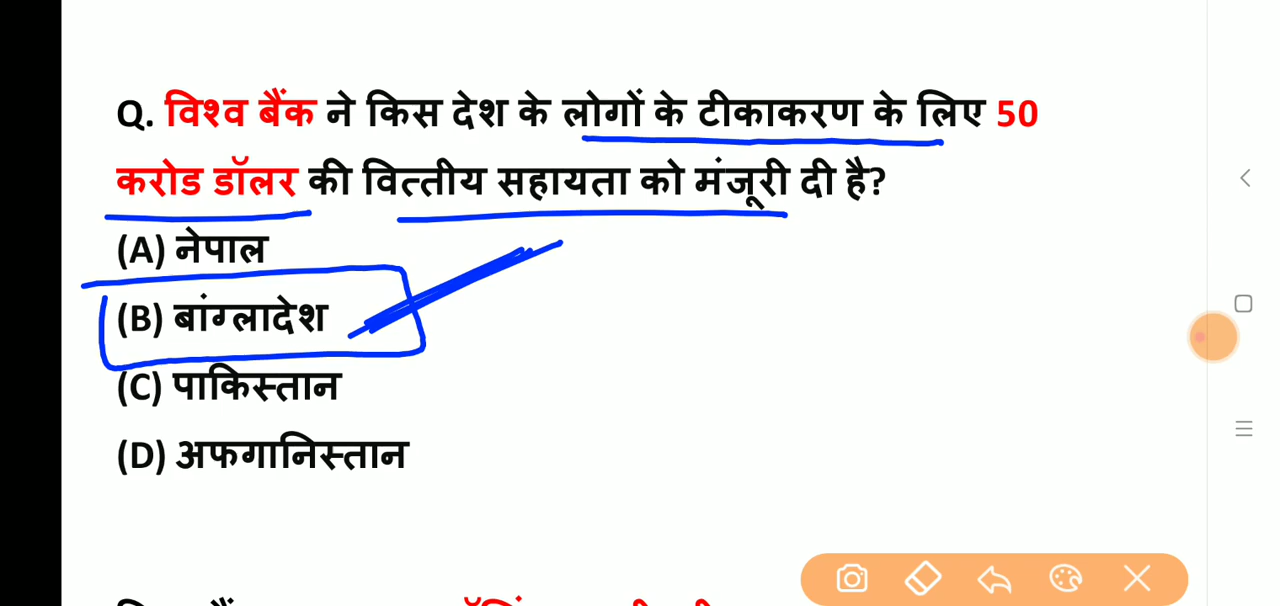 Q. विश्व बैंक ने किस देश के लोगों के टीकाकरण के लिए 50
करोड डॉलर की वित्तीय सहायता को मंजूरी दी है?
(A) नेपाल
(B) बांग्लादेश
(C) पाकिस्तान
(D) अफगानिस्तान